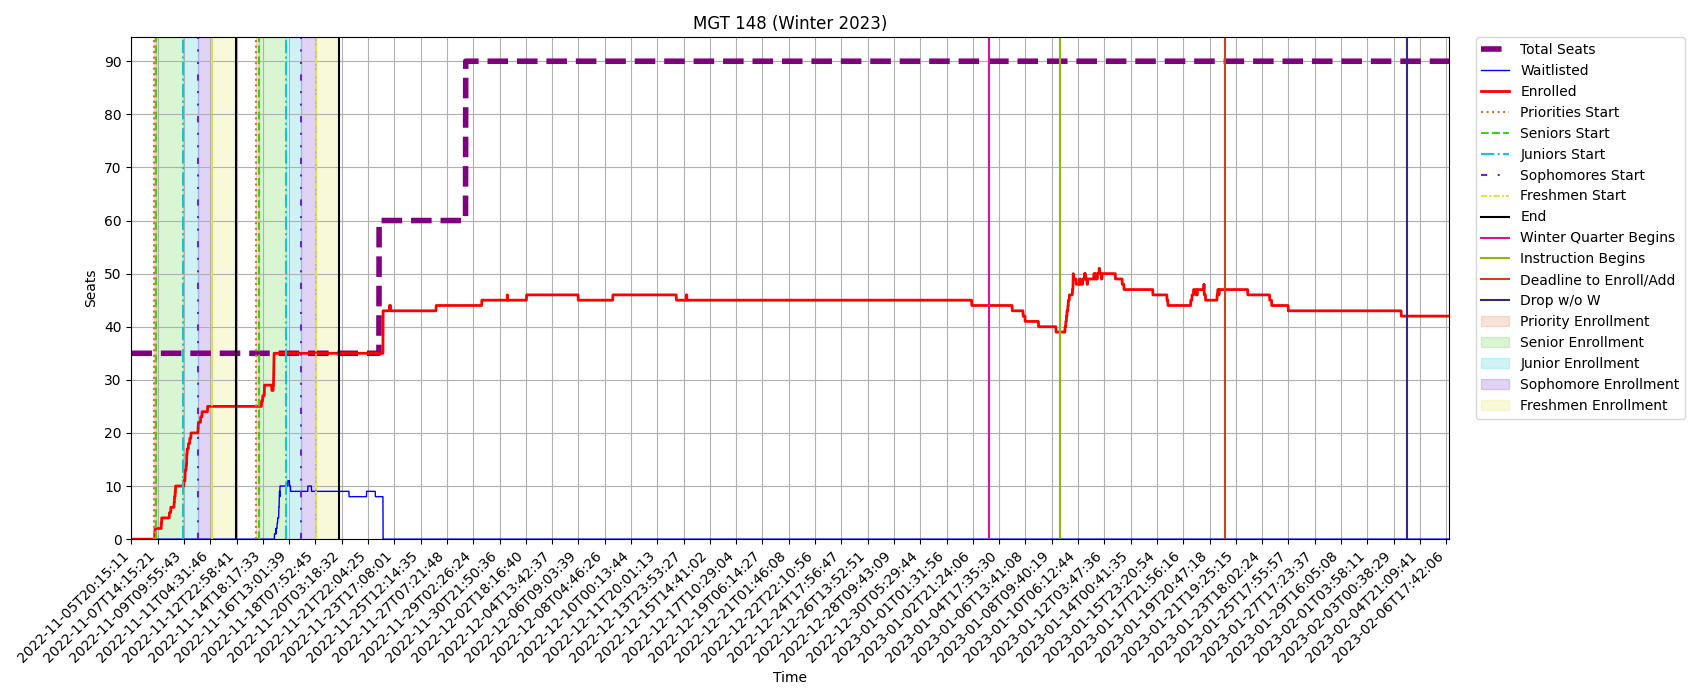 MGT 148 (Winter 2023)
Seats
90
80
70
60
50
40
30
20
10
0
2022-11-05T20:15:11
2022-11-07T14:15:21
2022-11-09T09:55:43
2022-11-11T04:31:46
2022-11-12T22:58:41
2022-11-14T18:17:33
2022-11-16T13:01:39
2022-11-18T07:52:45
2022-11-20T03:18:32
2022-11-21T22:04:25
2022-11-23T17:08:01
2022-11-25T12:14:35
2022-11-27T07:21:48
2022-11-29T02:26:24
2022-11-30T21:50:36
2022-12-02T18:16:40
2022-12-04T13:42:37
2022-12-06T09:03:39
2022-12-08T04:46:26
2022-12-10T00:13:44
2022-12-11T20:01:13
2022-12-13T23:53:27
2022-12-15T14:41:02
2022-12-17T10:29:04
2022-12-19T06:14:27
2022-12-21T01:46:08
2022-12-22T22:10:56
2022-12-24T17:56:47
2022-12-26T13:52:51
2022-12-28T09:43:09
2022-12-30T05:29:44
2023-01-01T01:31:56
2023-01-02T21:24:06
2023-01-04T17:35:30
2023-01-06T13:41:08
2023-01-08T09:40:19
2023-01-10T06:12:44
2023-01-12T03:47:36
2023-01-14T00:41:35
2023-01-15T23:20:54
2023-01-17T21:56:16
2023-01-19T20:47:18
2023-01-21T19:25:15
2023-01-23T18:02:24
2023-01-25T17:55:57
2023-01-27T17:23:37
2023-01-29T16:05:08
2023-02-01T03:58:11
2023-02-03T00:38:29
2023-02-04T21:09:41
2023-02-06T17:42:06
Time
Total Seats
Waitlisted
Enrolled
Priorities Start
Seniors Start
Juniors Start
Sophomores Start
Freshmen Start
End
Winter Quarter Begins
Instruction Begins
Deadline to Enroll/Add
Drop w/o W
Priority Enrollment
Senior Enrollment
Junior Enrollment
Sophomore Enrollment
Freshmen Enrollment